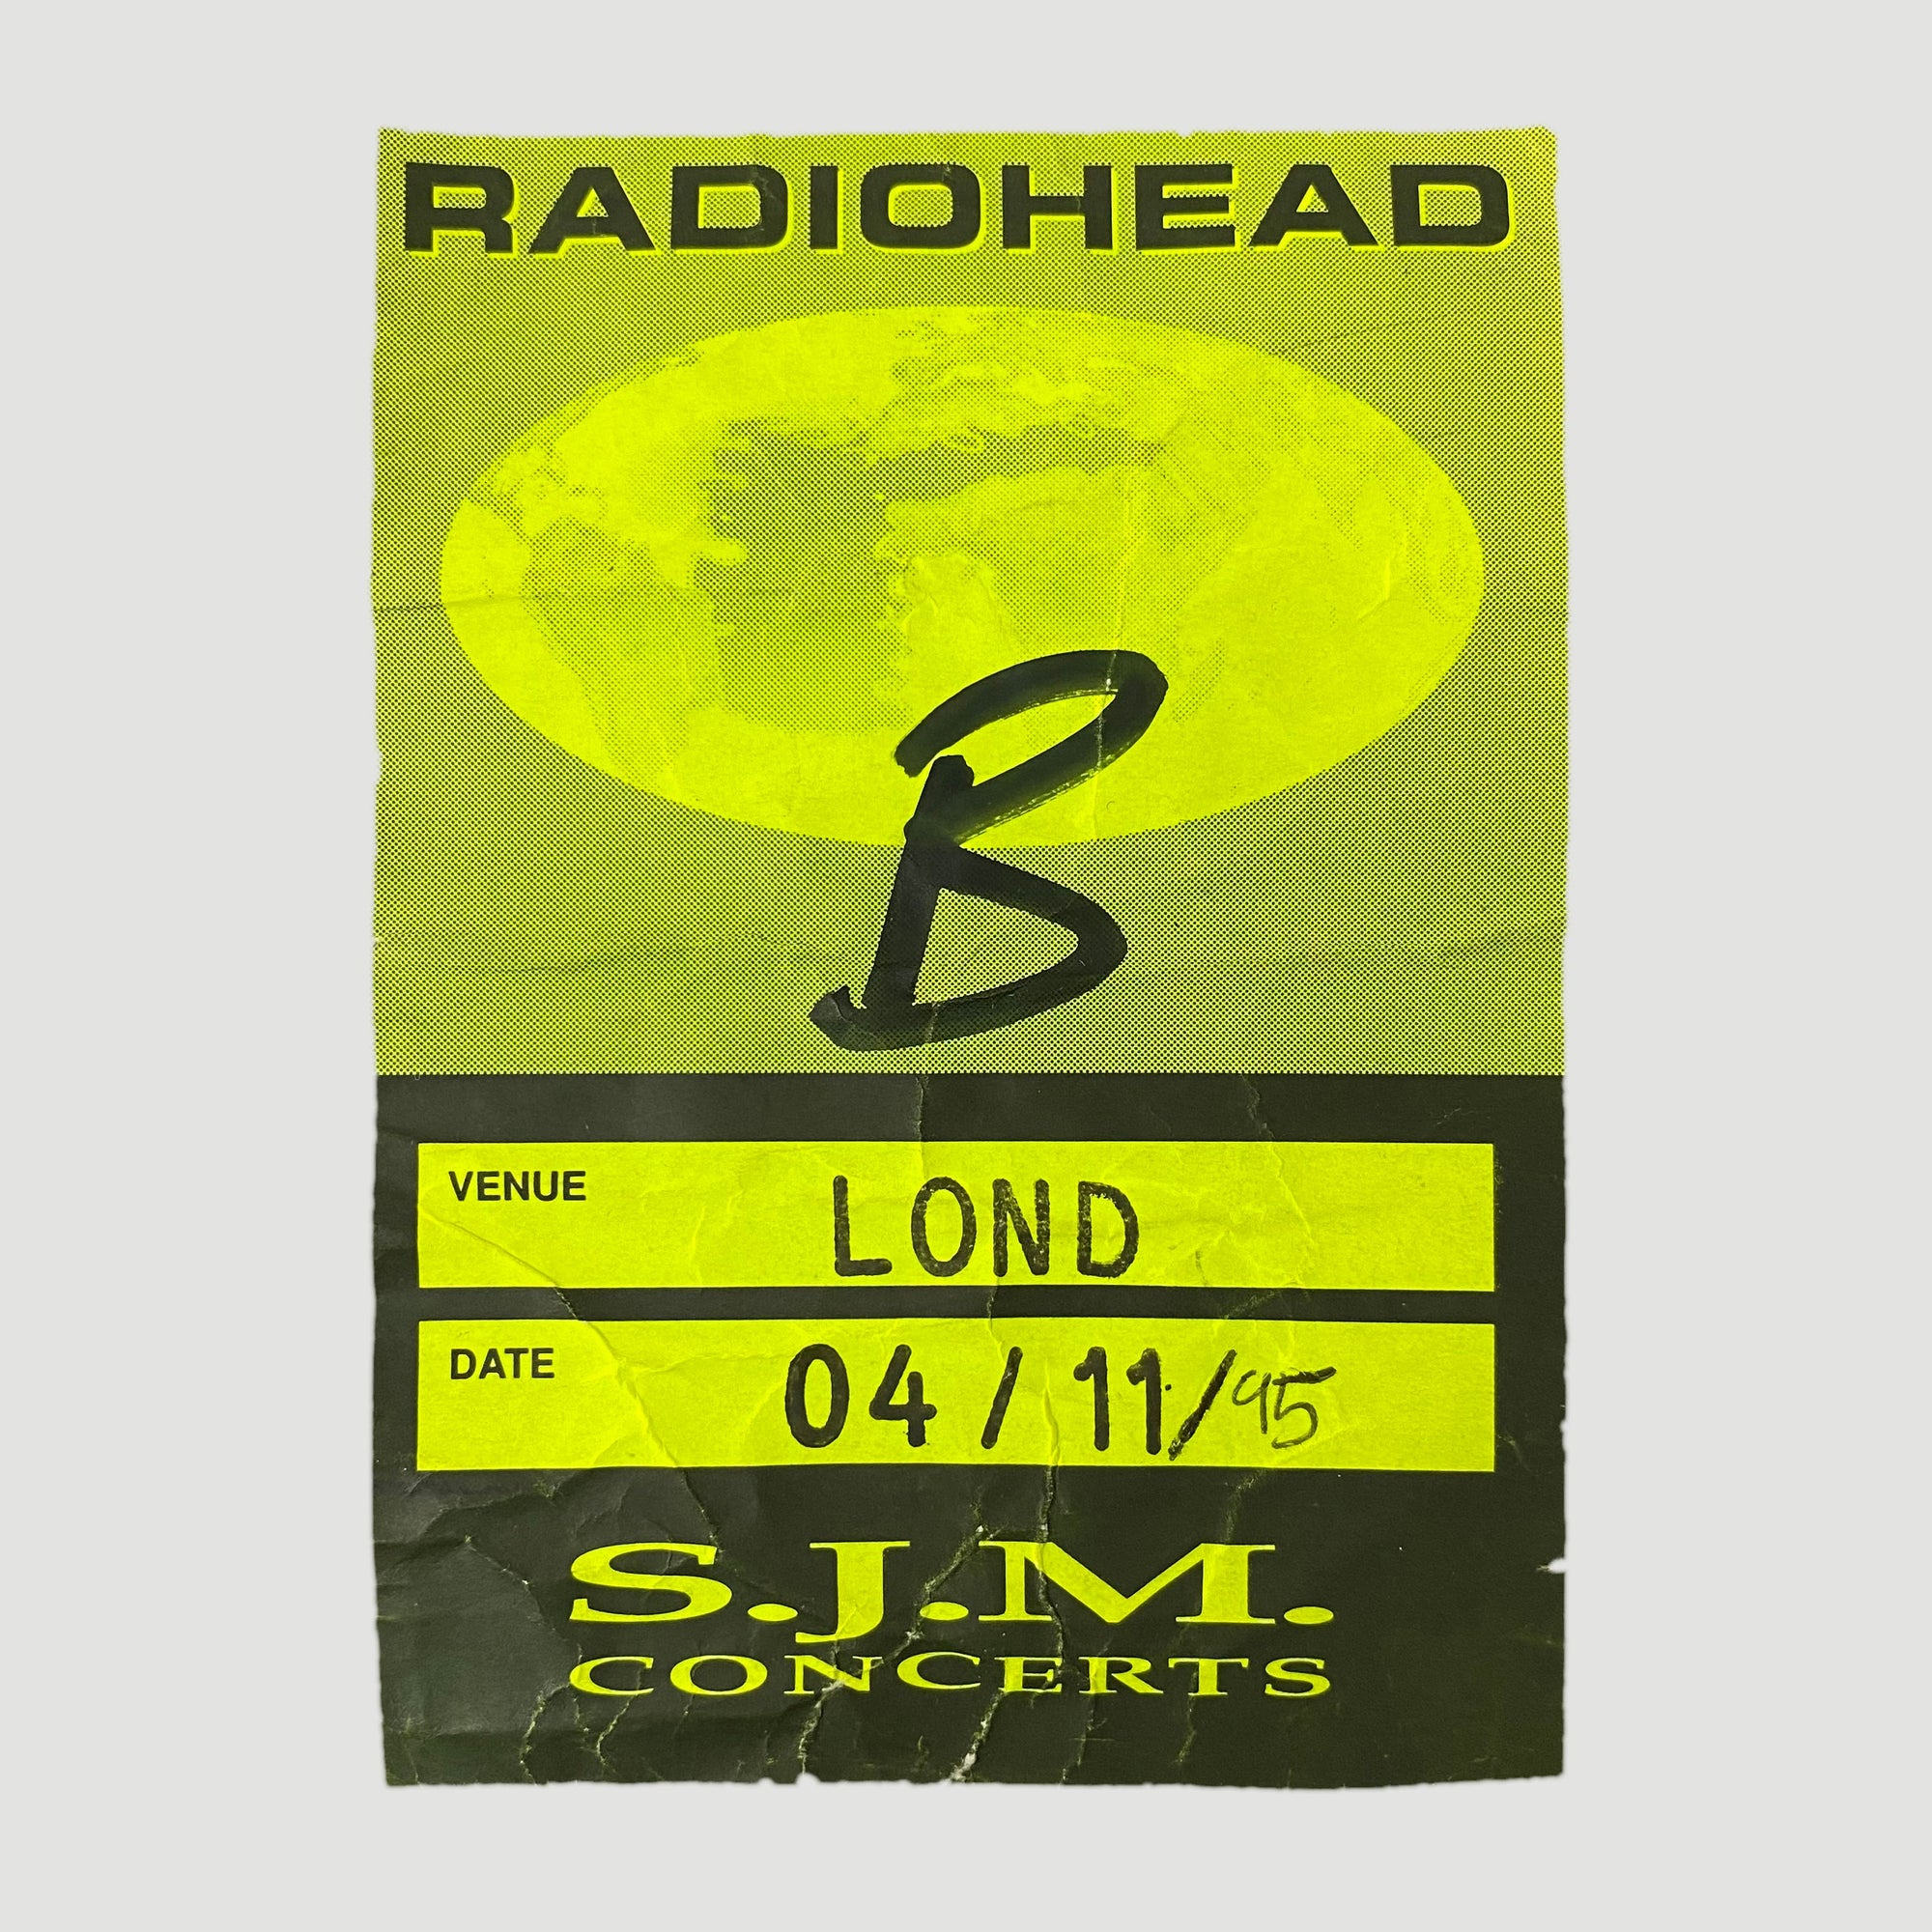 RADIOHEAD
B
VENUE LOND
DATE 04 / 11/95
S.J.M.
CONCERTS